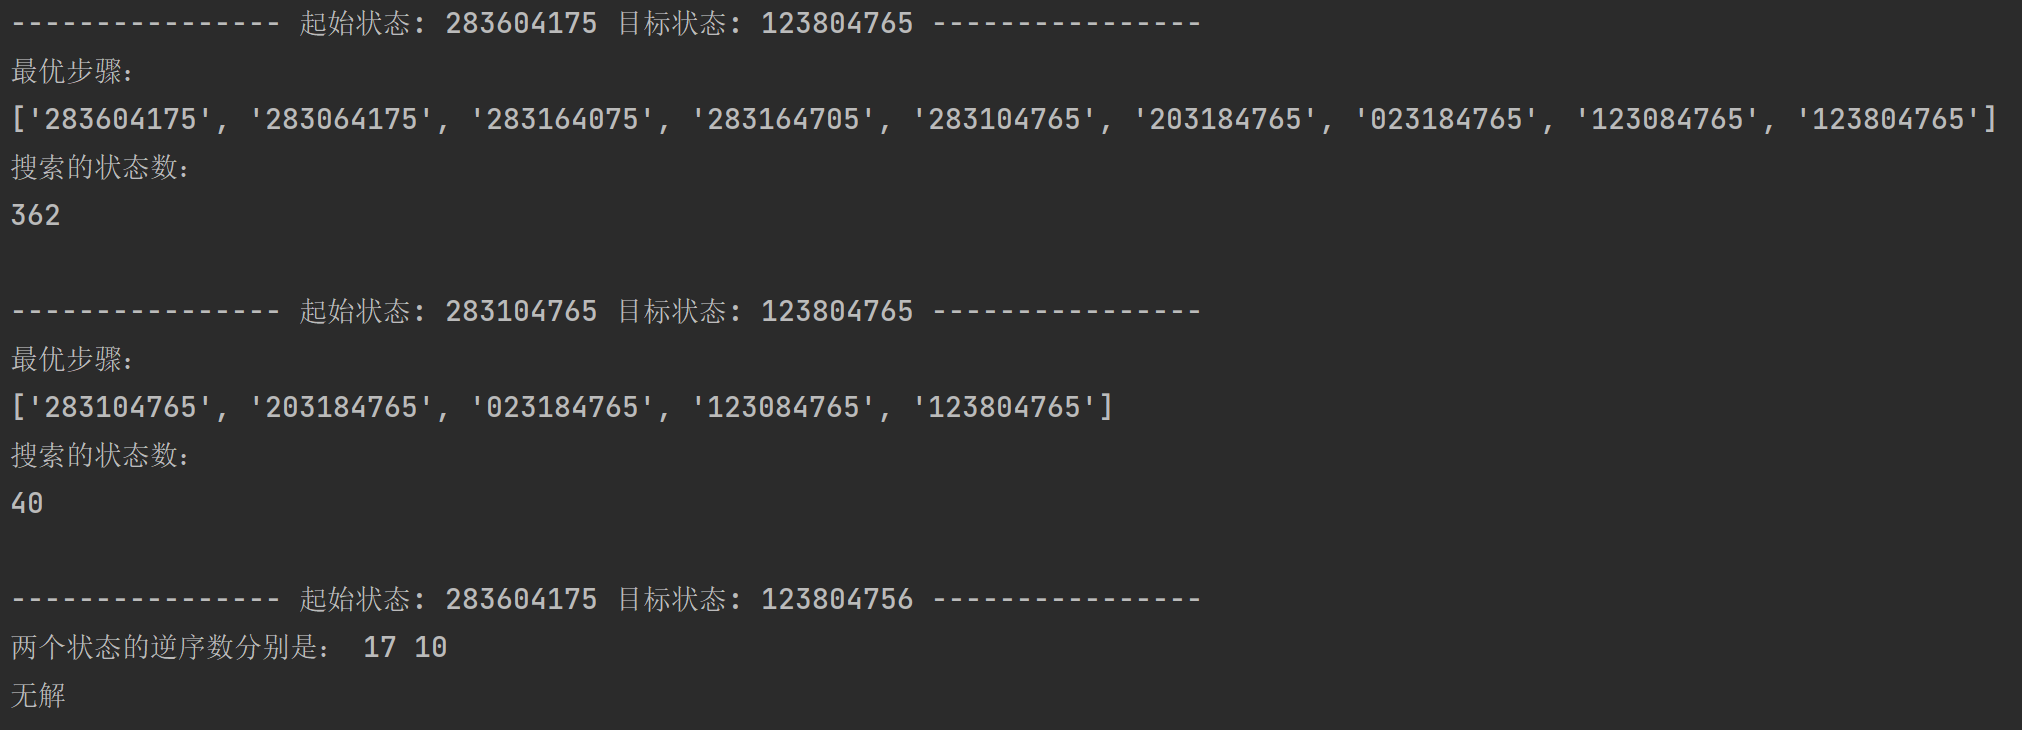 ---------------- 起始状态: 283604175 目标状态: 123804765 ----------------
最优步骤:
['283604175', '283064175', '283164075', '283164705', '283104765', '203184765', '023184765', '123084765', '123804765']
搜索的状态数:
362
---------------- 起始状态: 283104765 目标状态: 123804765 ----------------
最优步骤:
['283104765', '203184765', '023184765', '123084765', '123804765']
搜索的状态数:
40
---------------- 起始状态: 283604175 目标状态: 123804756 ----------------
两个状态的逆序数分别是: 17 10
无解